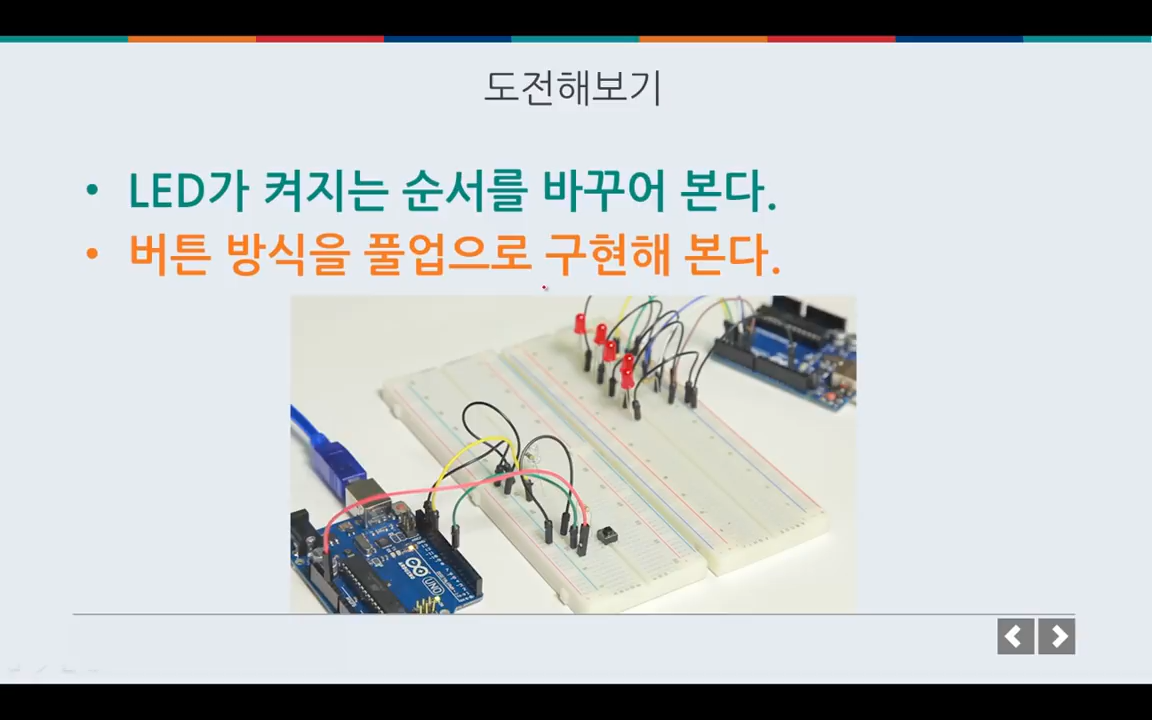 도전해보기
• LED가 켜지는 순서를 바꾸어 본다.
• 버튼 방식을 풀업으로 구현해 본다.
UNO